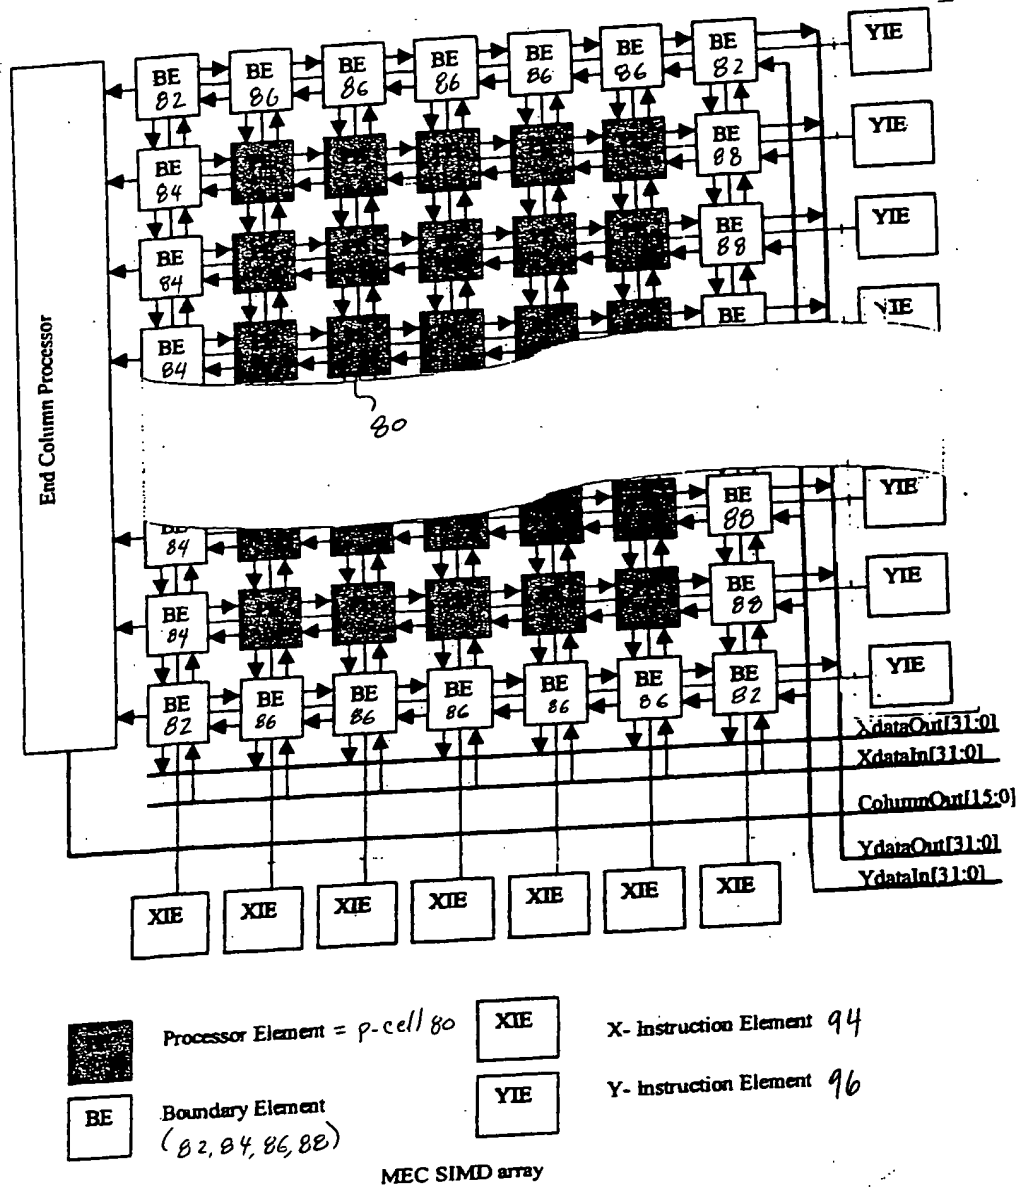 BE 82 BE 86 BE 86 BE 86 BE 86 BE 86 BE 82 YIE
BE 84 BE 88 YIE
BE 84 BE 88 YIE
BE 84 BE YIE
80
End Column Processor
BE 84 BE 88 YIE
BE 84 BE 88 YIE
BE 82 BE 86 BE 86 BE 86 BE 86 BE 86 BE 82 YIE
XdataOut[31:0]
XdataIn[31:0]
ColumnOut[15:0]
YdataOut[31:0]
YdataIn[31:0]
XIE XIE XIE XIE XIE XIE XIE
Processor Element = p-cell 80
XIE X- Instruction Element 94
BE Boundary Element
(82, 84, 86, 88)
YIE Y- Instruction Element 96
MEC SIMD array